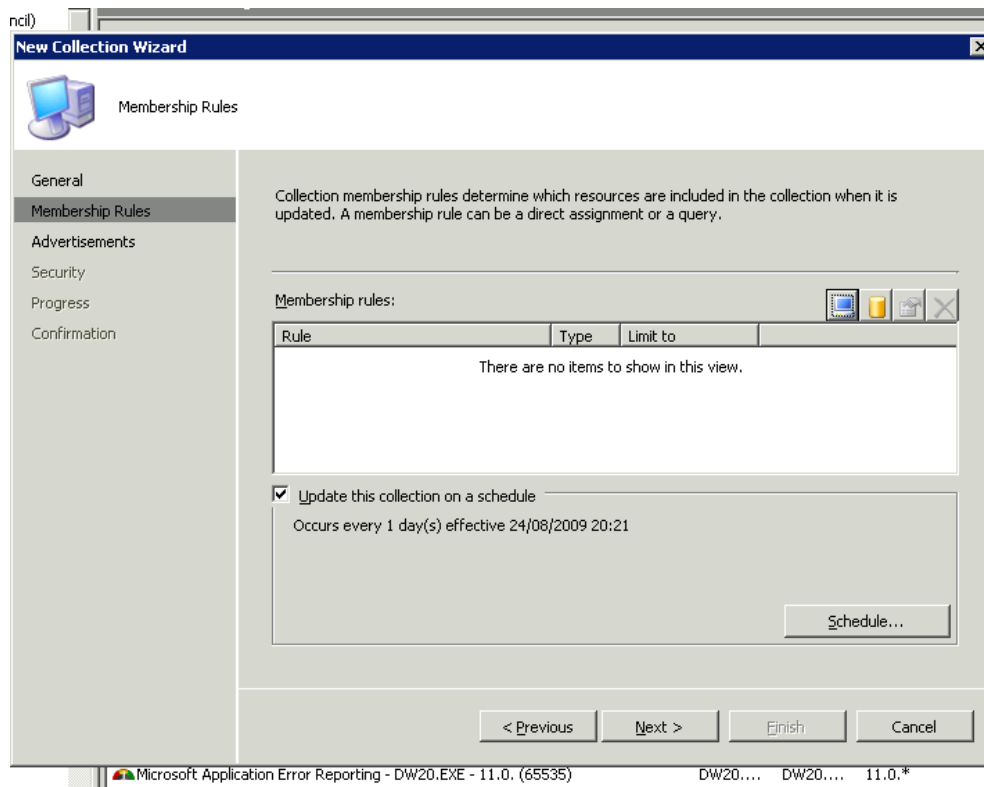 ncil)
New Collection Wizard
Membership Rules
General
Membership Rules
Advertisements
Security
Progress
Confirmation
Collection membership rules determine which resources are included in the collection when it is
updated. A membership rule can be a direct assignment or a query.
Membership rules:
Rule Type Limit to
There are no items to show in this view.
Update this collection on a schedule
Occurs every 1 day(s) effective 24/08/2009 20:21
Schedule...
< Previous Next > Finish Cancel
Microsoft Application Error Reporting - DW20.EXE - 11.0. (65535) DW20.... DW20.... 11.0.*